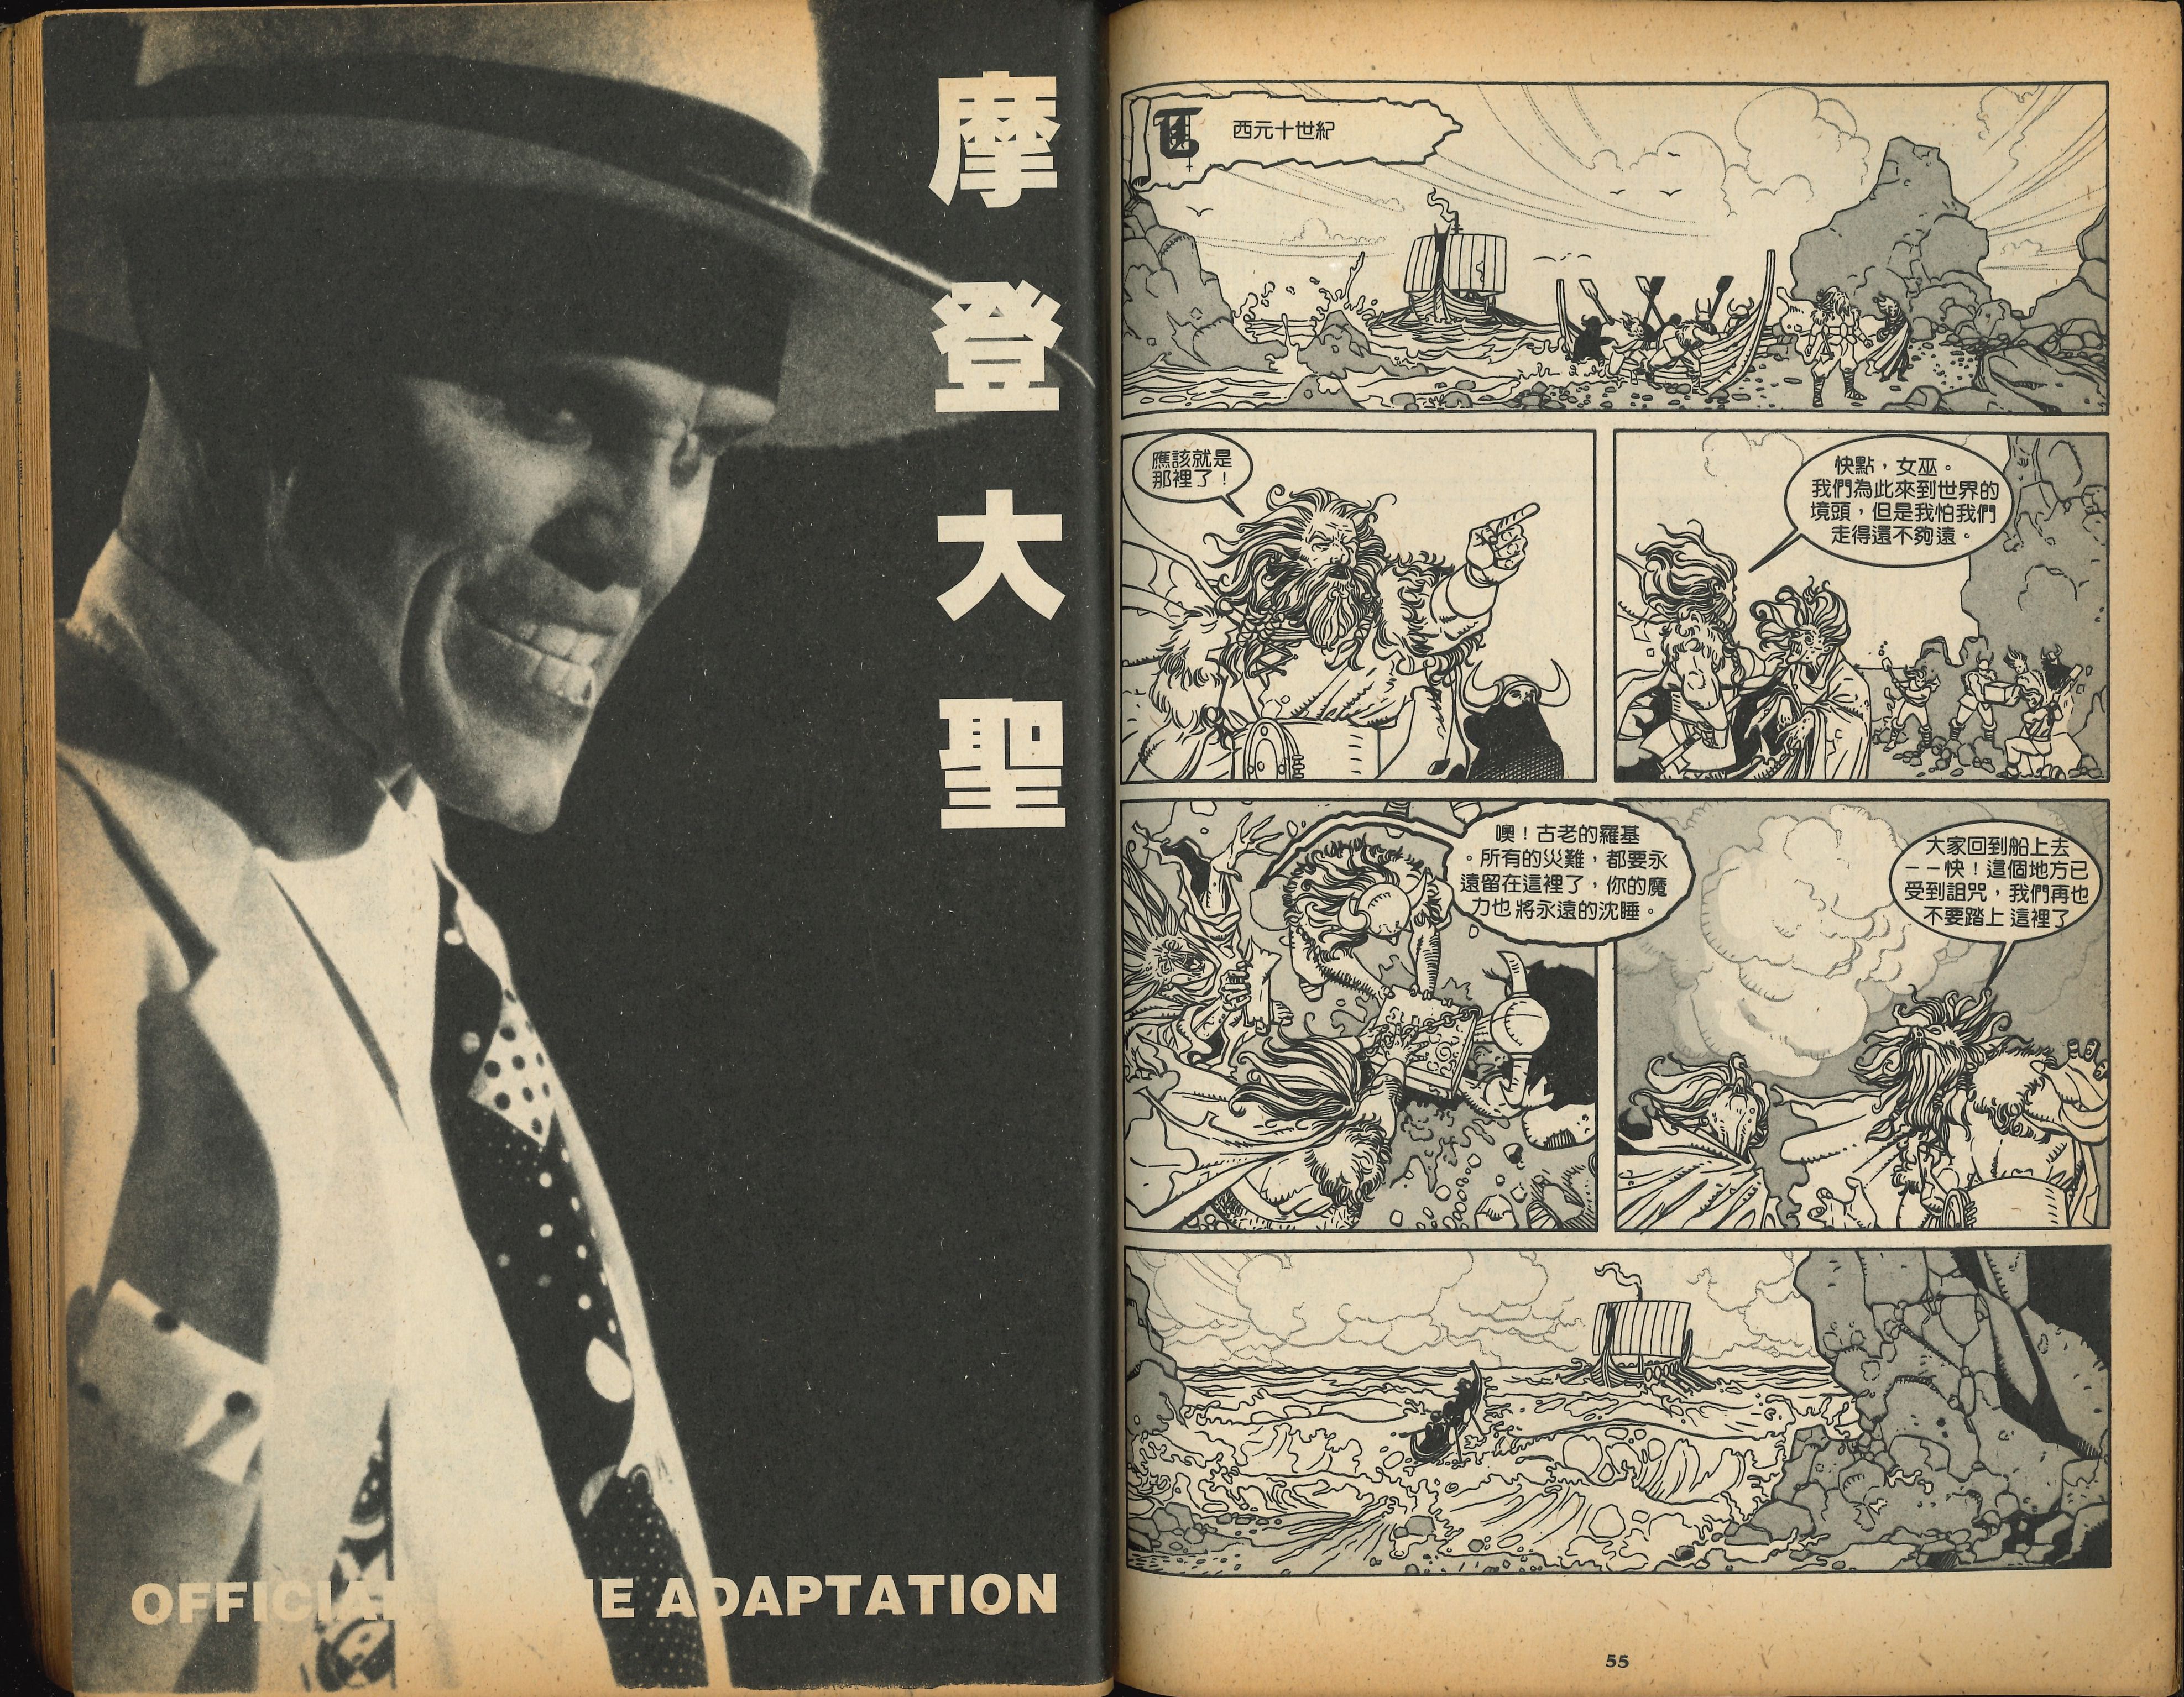 摩登大聖
OFFICIAL
IE ADAPTATION
西元十世紀
應該就是
那裡了！
快點，女巫。
我們為此來到世界的
境頭，但是我怕我們
走得還不夠遠。
噢！古老的羅基
。所有的災難，都要永
遠留在這裡了，你的魔
力也將永遠的沈睡。
大家回到船上去
－－快！這個地方已
受到詛咒，我們再也
不要踏上這裡了
55